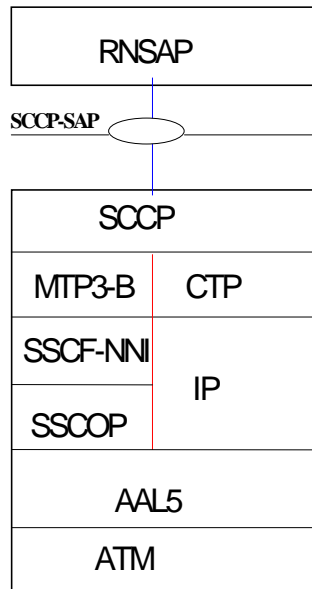 RNSAP
SCCP-SAP
SCCP
MTP3-B CTP
SSCF-NNI
IP
SSCOP
AAL5
ATM